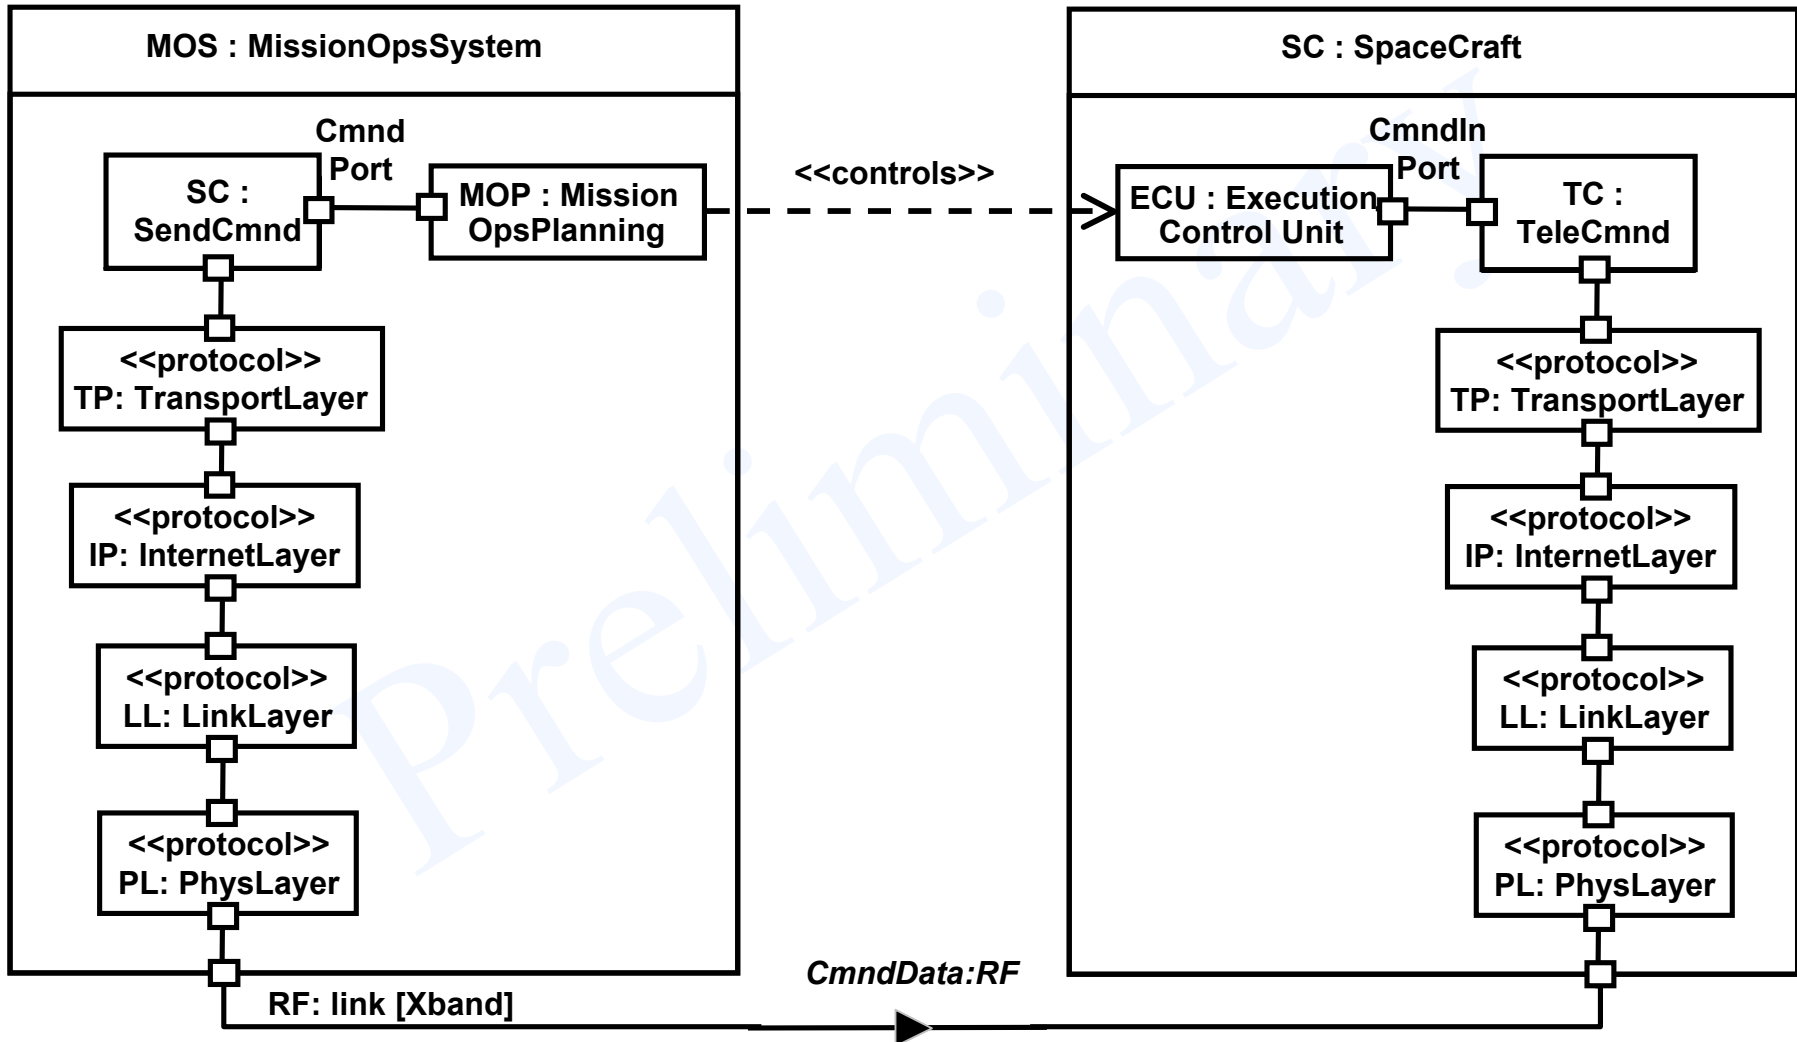 MOS : MissionOpsSystem
SC :
SendCmnd
Cmnd
Port
MOP : Mission
OpsPlanning
<<protocol>>
TP: TransportLayer
<<protocol>>
IP: InternetLayer
<<protocol>>
LL: LinkLayer
<<protocol>>
PL: PhysLayer
<<controls>>
SC : SpaceCraft
ECU : Execution
Control Unit
CmndIn
Port
TC :
TeleCmnd
<<protocol>>
TP: TransportLayer
<<protocol>>
IP: InternetLayer
<<protocol>>
LL: LinkLayer
<<protocol>>
PL: PhysLayer
RF: link [Xband]
CmndData:RF
Preliminary